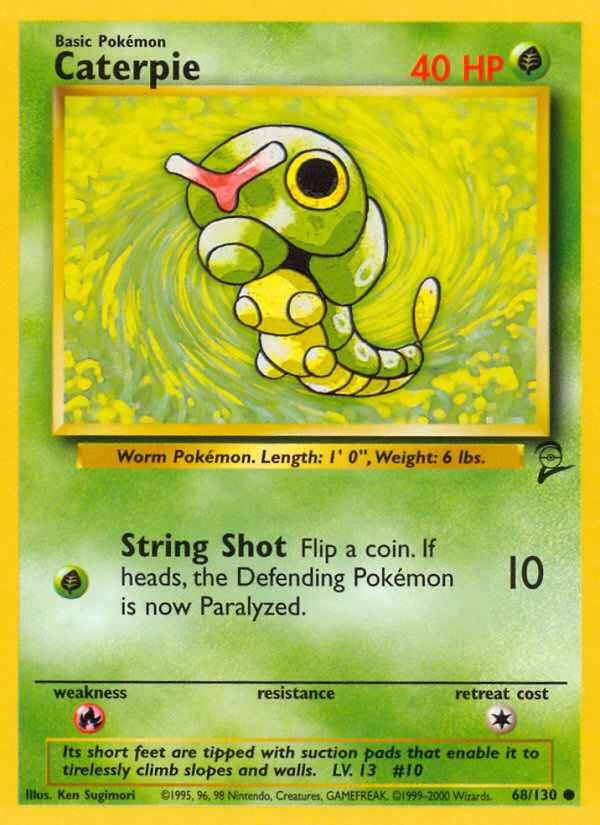 Basic Pokémon
Caterpie
40 HP
Worm Pokémon. Length: 1' 0", Weight: 6 lbs.
String Shot Flip a coin. If
heads, the Defending Pokémon
is now Paralyzed.
10
weakness resistance retreat cost
Its short feet are tipped with suction pads that enable it to
tirelessly climb slopes and walls. LV. 13 #10
Illus. Ken Sugimori ©1995, 96, 98 Nintendo, Creatures, GAMEFREAK. ©1999-2000 Wizards. 68/130